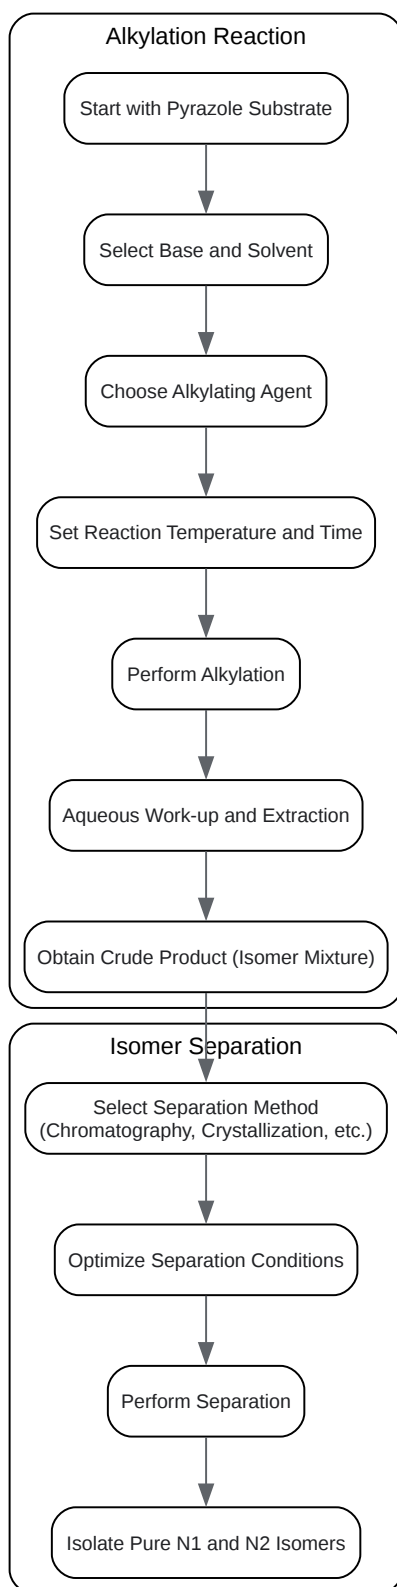 Alkylation Reaction
Start with Pyrazole Substrate
Select Base and Solvent
Choose Alkylating Agent
Set Reaction Temperature and Time
Perform Alkylation
Aqueous Work-up and Extraction
Obtain Crude Product (Isomer Mixture)
Isomer Separation
Select Separation Method
(Chromatography, Crystallization, etc.)
Optimize Separation Conditions
Perform Separation
Isolate Pure N1 and N2 Isomers